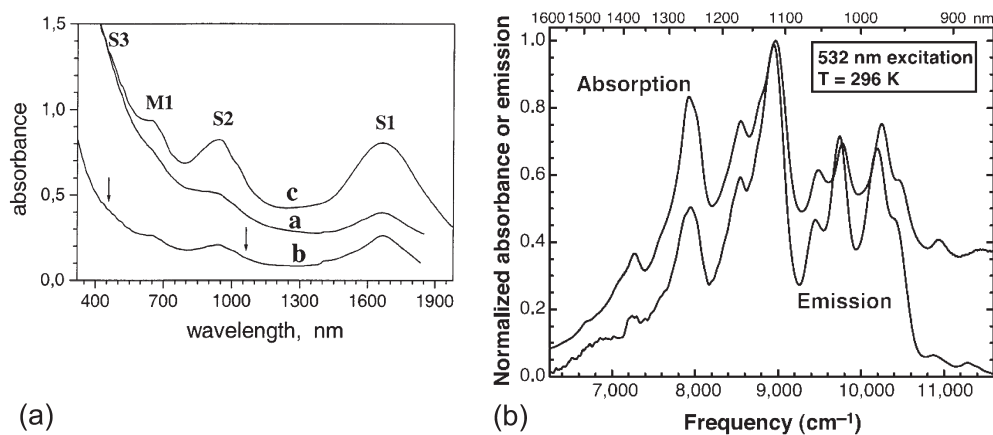 1,5
1,0
0,5
0,0
absorbance
S3
M1
S2
S1
c
a
b
400 700 1000 1300 1600 1900
wavelength, nm
(a)
1600 1500 1400 1300 1200 1100 1000 900 nm
1.0
0.8
0.6
0.4
0.2
0.0
Normalized absorbance or emission
532 nm excitation
T = 296 K
Absorption
Emission
7,000 8,000 9,000 10,000 11,000
Frequency (cm⁻¹)
(b)